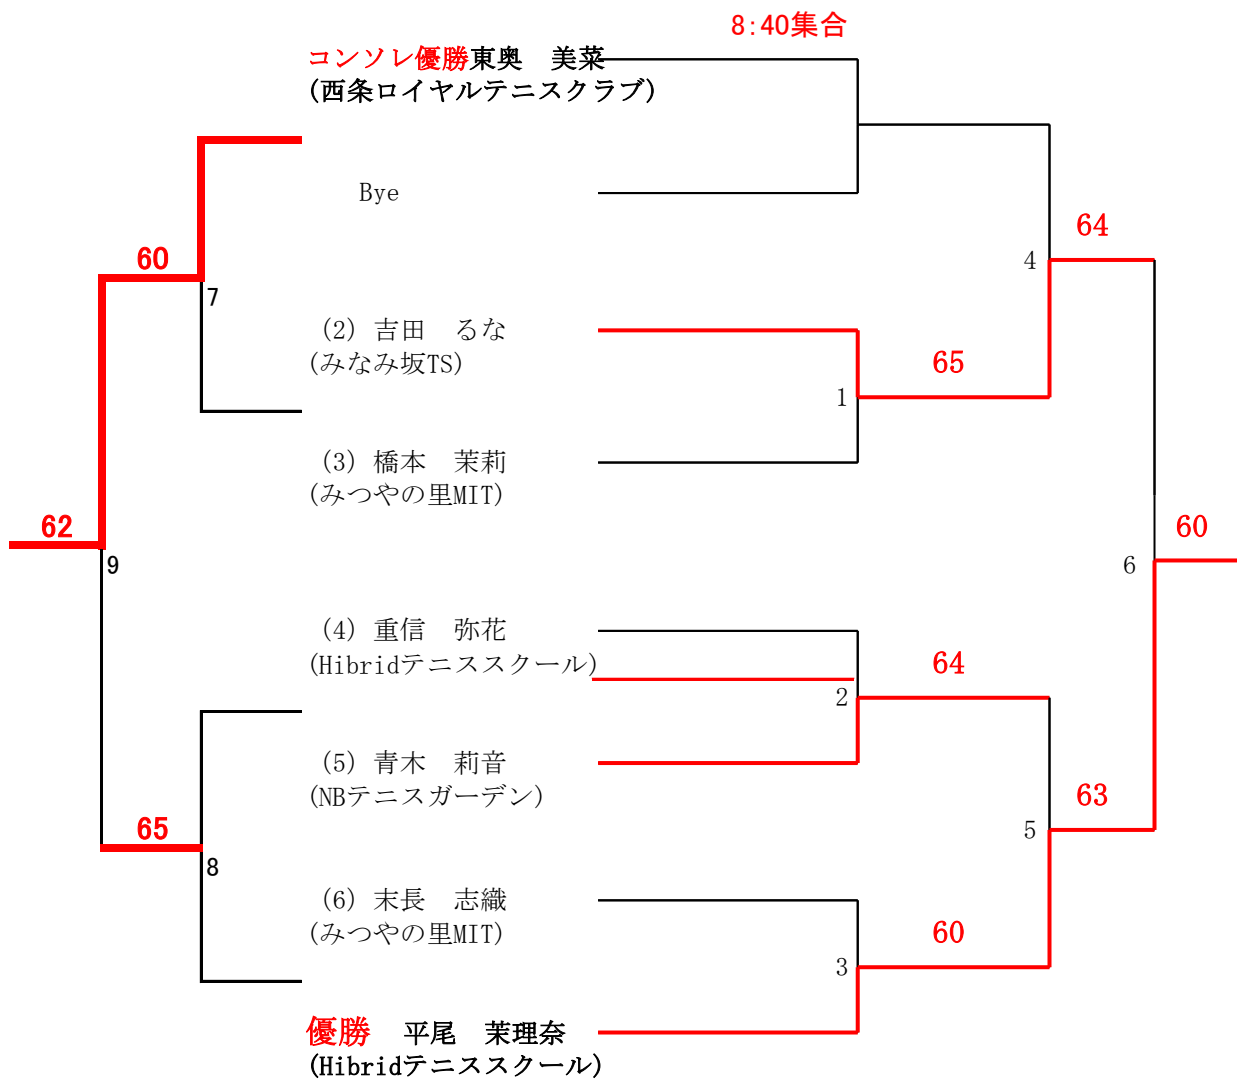 8:40集合
コンソレ優勝東奥　美菜
(西条ロイヤルテニスクラブ)
Bye
64
60
4
7
(2) 吉田　るな
(みなみ坂TS)
65
1
(3) 橋本　茉莉
(みつやの里MIT)
62
60
9
6
(4) 重信　弥花
(Hibridテニススクール)
64
2
(5) 青木　莉音
(NBテニスガーデン)
63
65
5
8
(6) 末長　志織
(みつやの里MIT)
60
3
優勝　平尾　茉理奈
(Hibridテニススクール)